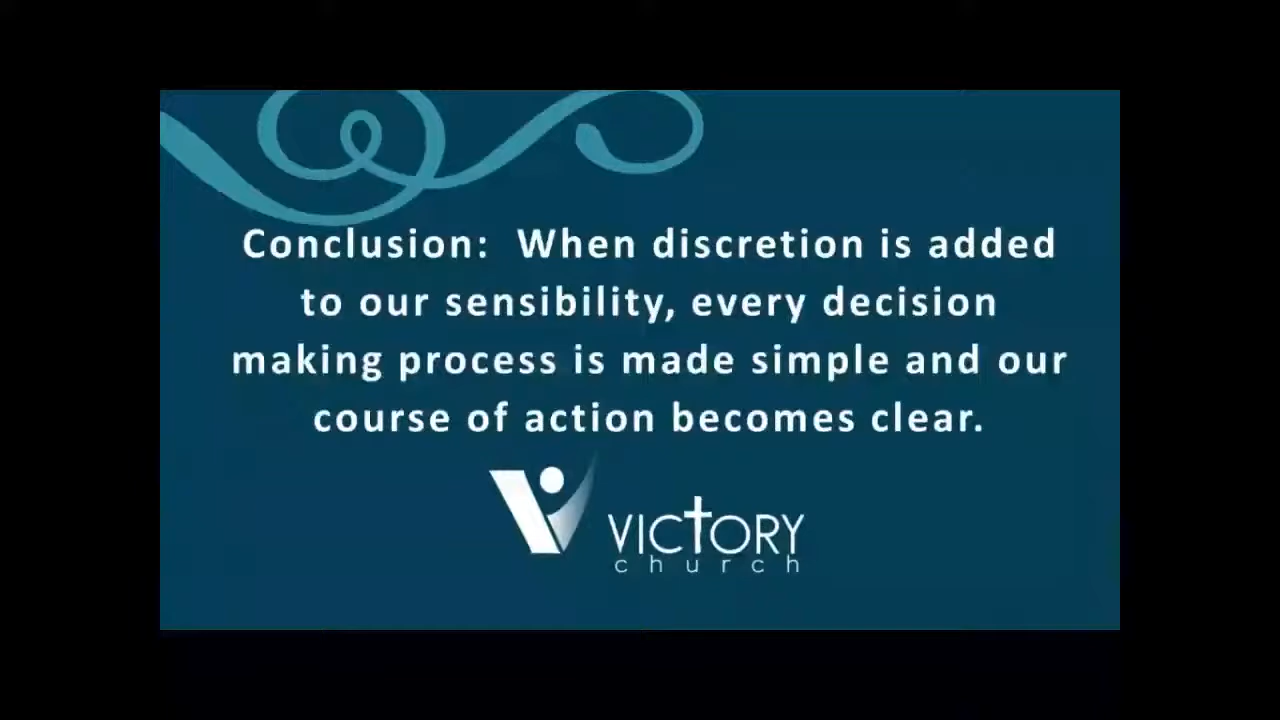 Conclusion:  When discretion is added
to our sensibility, every decision
making process is made simple and our
course of action becomes clear.
VICTORY
church